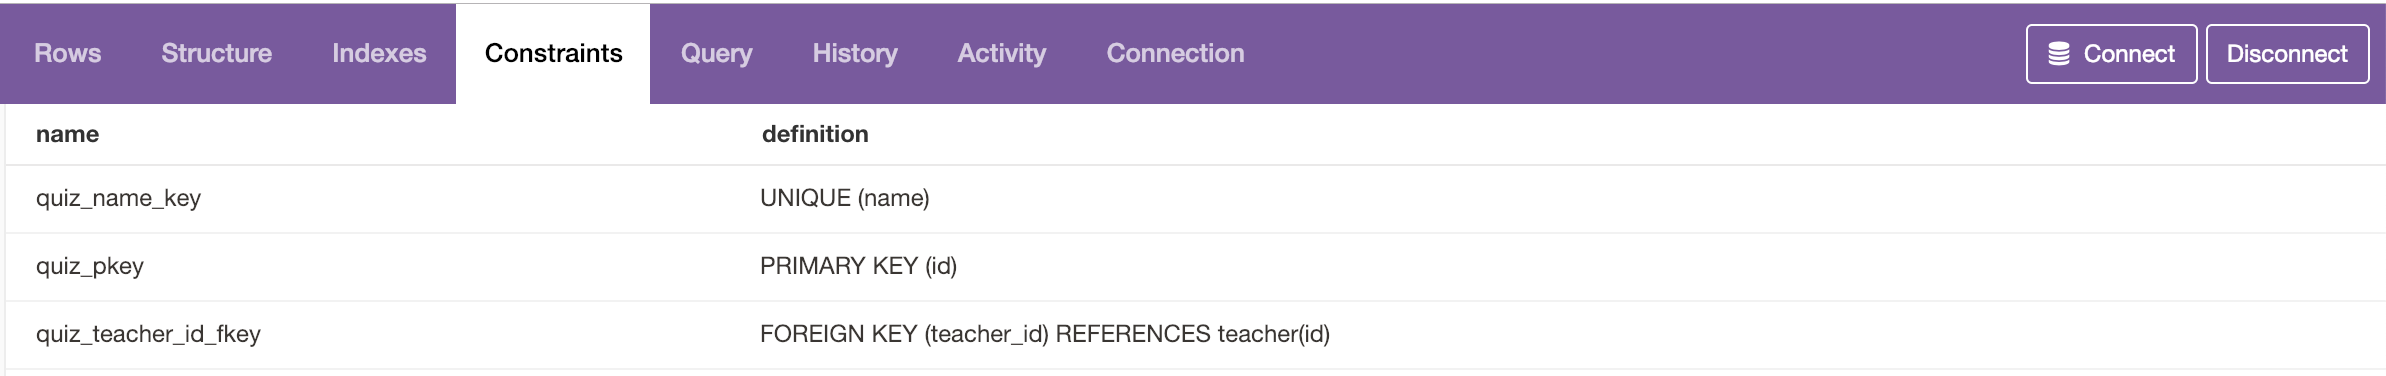 Rows Structure Indexes Constraints Query History Activity Connection Connect Disconnect
name definition
quiz_name_key UNIQUE (name)
quiz_pkey PRIMARY KEY (id)
quiz_teacher_id_fkey FOREIGN KEY (teacher_id) REFERENCES teacher(id)